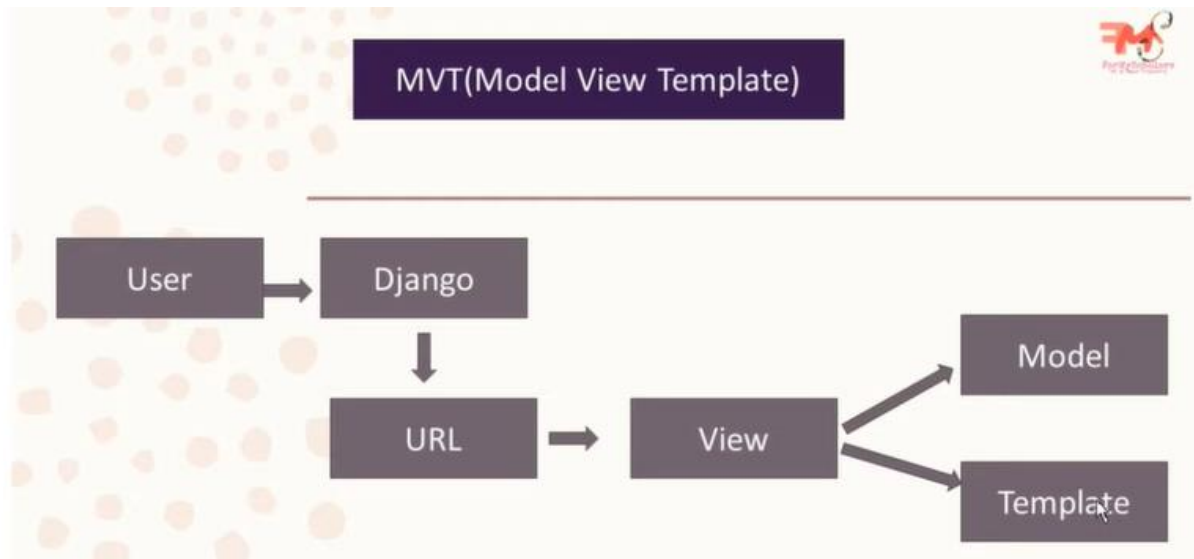 MVT(Model View Template)
User
Django
Model
URL
View
Template